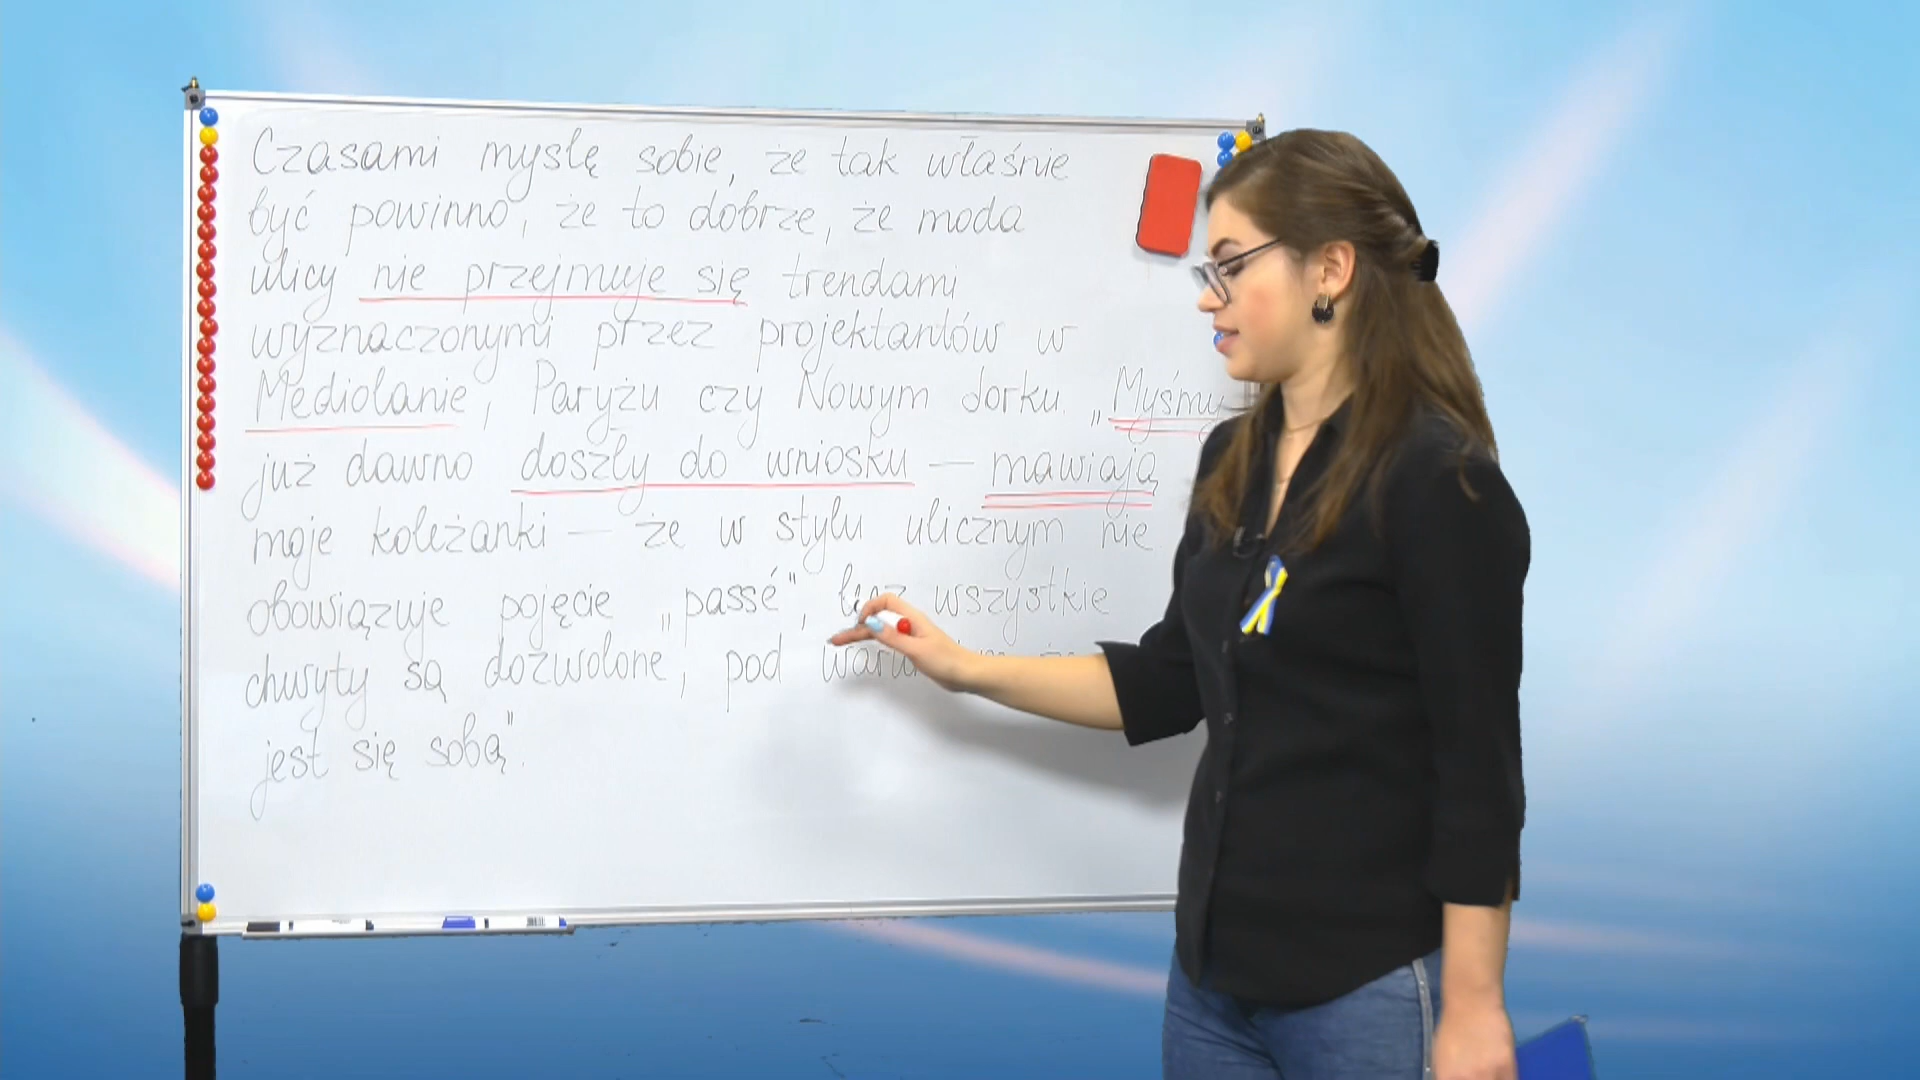 Czasami myślę sobie, że tak właśnie
być powinno, że to dobrze, że moda
ulicy nie przejmuje się trendami
wyznaczonymi przez projektantów w
Mediolanie, Paryżu czy Nowym Jorku. „Myśmy
już dawno doszły do wniosku — mawiają
moje koleżanki — że w stylu ulicznym nie
obowiązuje pojęcie „passé", lecz wszystkie
chwyty są dozwolone, pod
jest się sobą".